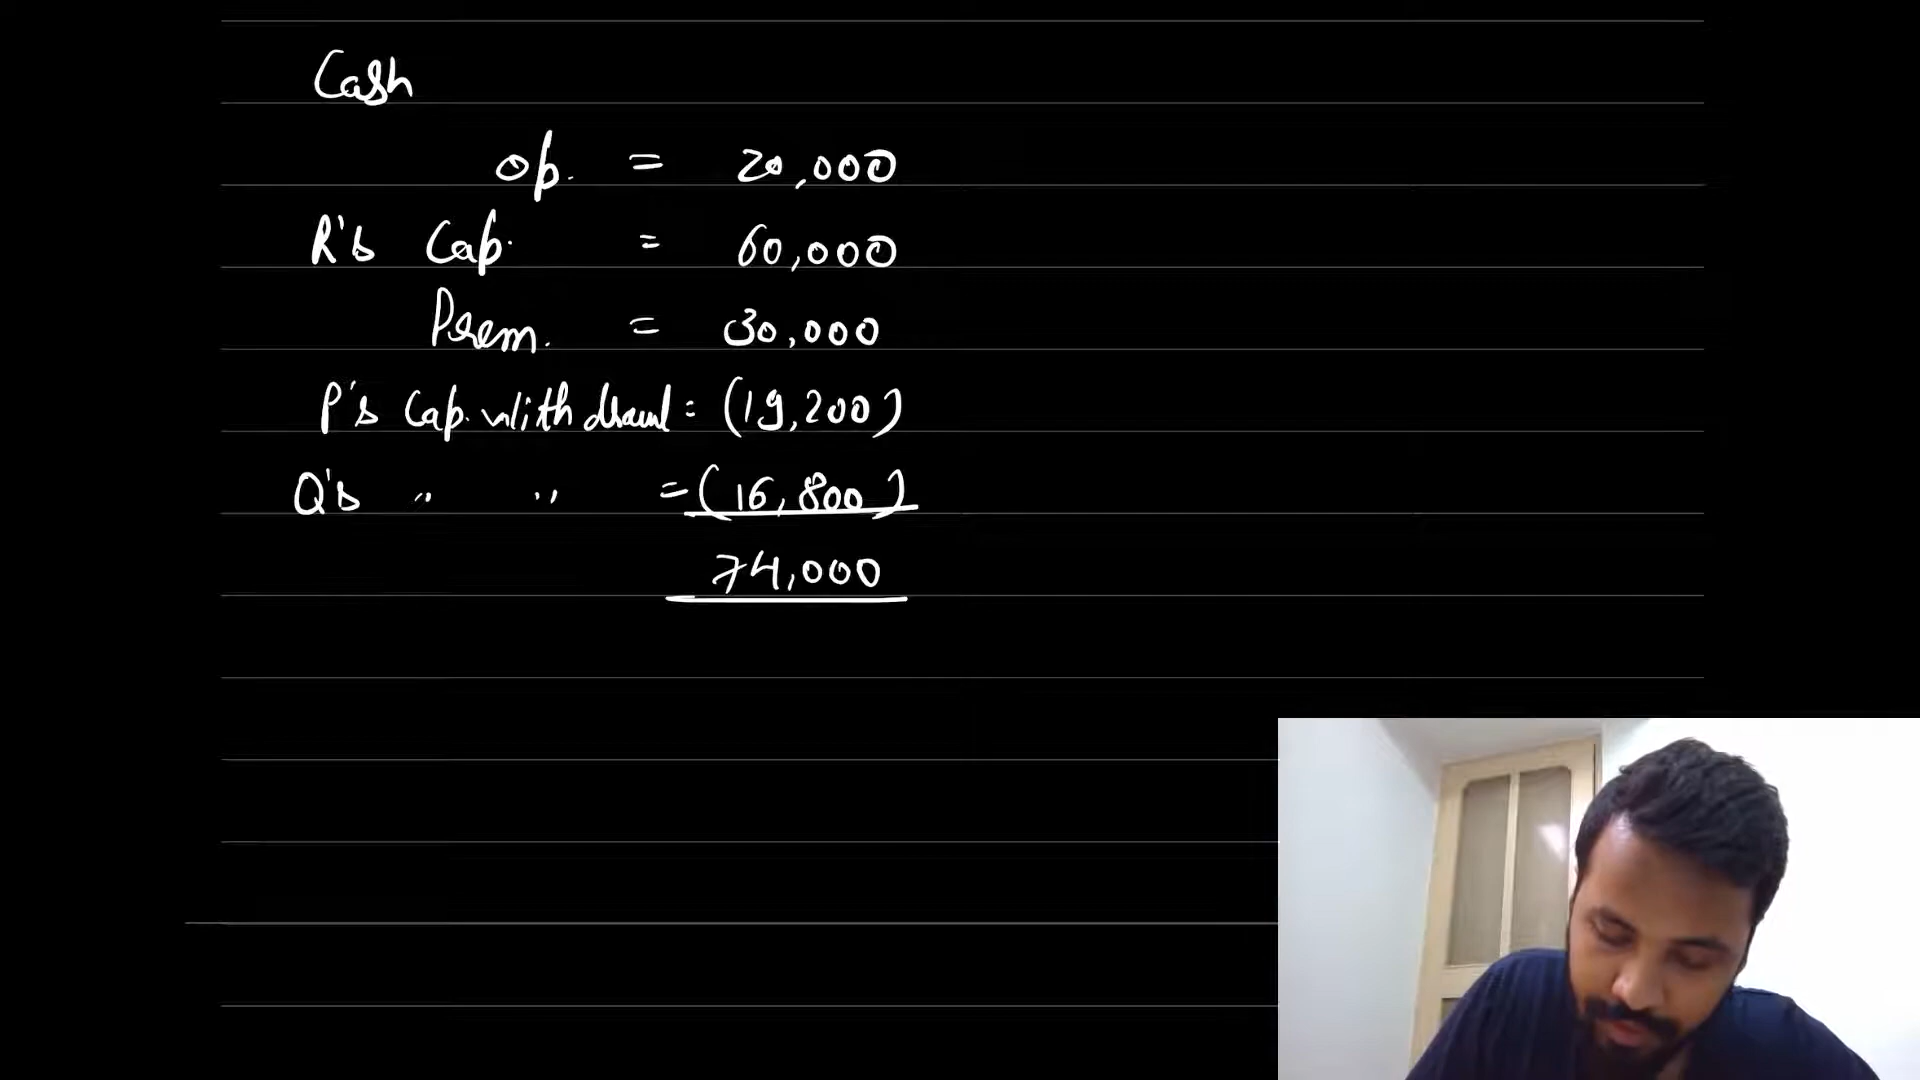 Cash
op. = 20,000
R's Cap. = 60,000
Prem. = 30,000
P's Cap. withdrawl = (19,200)
Q's " " = (16,800)
74,000